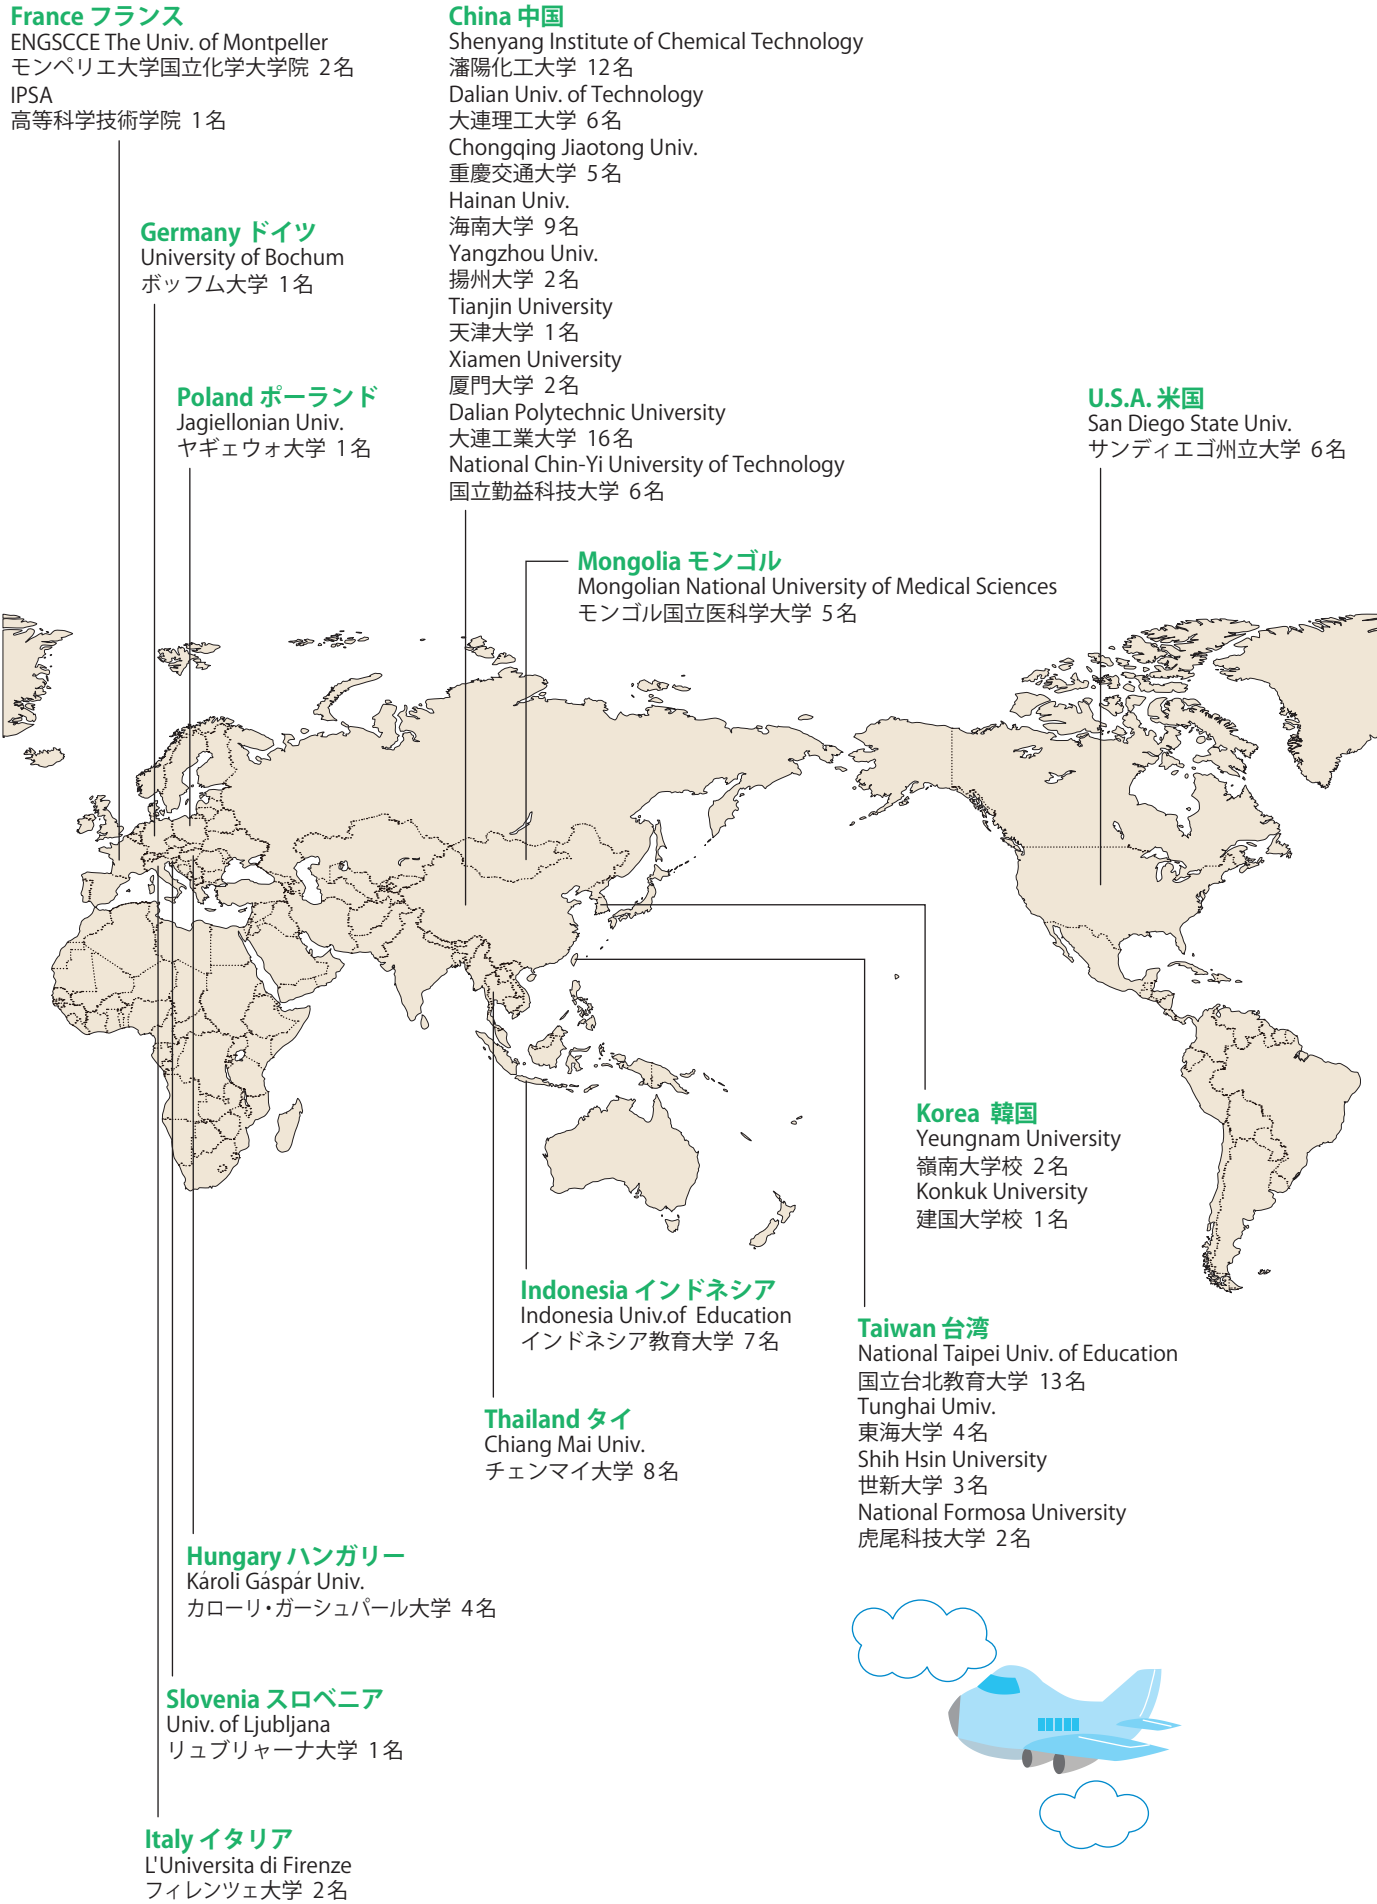 France フランス
ENGSCCE The Univ. of Montpeller
モンペリエ大学国立化学大学院 2名
IPSA
高等科学技術学院 1名
Germany ドイツ
University of Bochum
ボッフム大学 1名
Poland ポーランド
Jagiellonian Univ.
ヤギェウォ大学 1名
China 中国
Shenyang Institute of Chemical Technology
瀋陽化工大学 12名
Dalian Univ. of Technology
大連理工大学 6名
Chongqing Jiaotong Univ.
重慶交通大学 5名
Hainan Univ.
海南大学 9名
Yangzhou Univ.
揚州大学 2名
Tianjin University
天津大学 1名
Xiamen University
厦門大学 2名
Dalian Polytechnic University
大連工業大学 16名
National Chin-Yi University of Technology
国立勤益科技大学 6名
U.S.A. 米国
San Diego State Univ.
サンディエゴ州立大学 6名
Mongolia モンゴル
Mongolian National University of Medical Sciences
モンゴル国立医科学大学 5名
Korea 韓国
Yeungnam University
嶺南大学校 2名
Konkuk University
建国大学校 1名
Indonesia インドネシア
Indonesia Univ.of Education
インドネシア教育大学 7名
Taiwan 台湾
National Taipei Univ. of Education
国立台北教育大学 13名
Tunghai Umiv.
東海大学 4名
Shih Hsin University
世新大学 3名
National Formosa University
虎尾科技大学 2名
Thailand タイ
Chiang Mai Univ.
チェンマイ大学 8名
Hungary ハンガリー
Károli Gáspár Univ.
カローリ・ガーシュパール大学 4名
Slovenia スロベニア
Univ. of Ljubljana
リュブリャーナ大学 1名
Italy イタリア
L'Universita di Firenze
フィレンツェ大学 2名